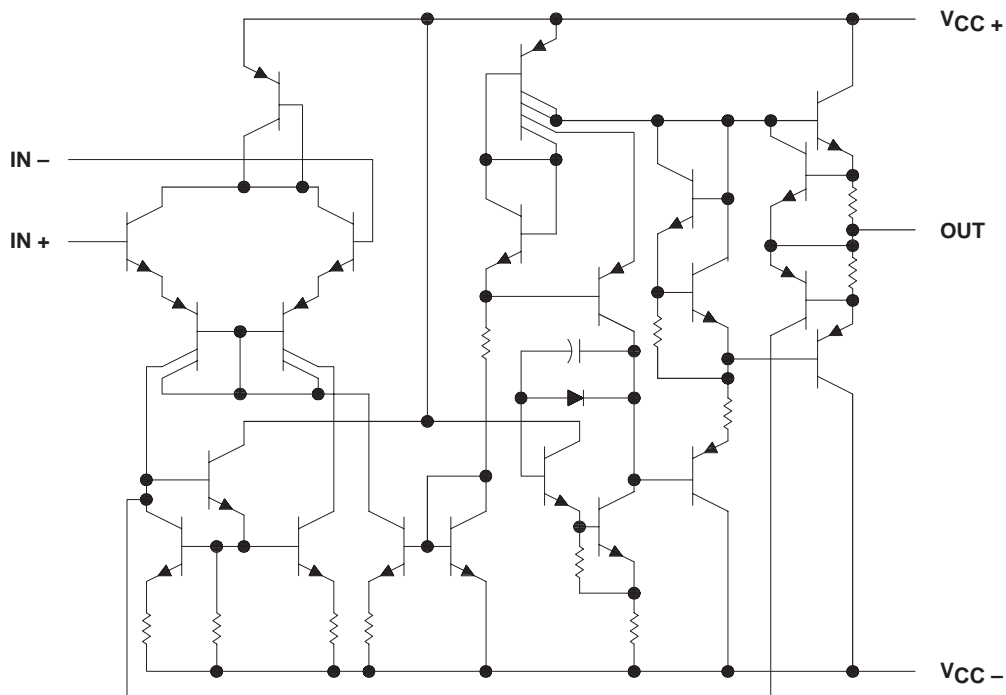 VCC +
IN −
IN +
OUT
VCC −